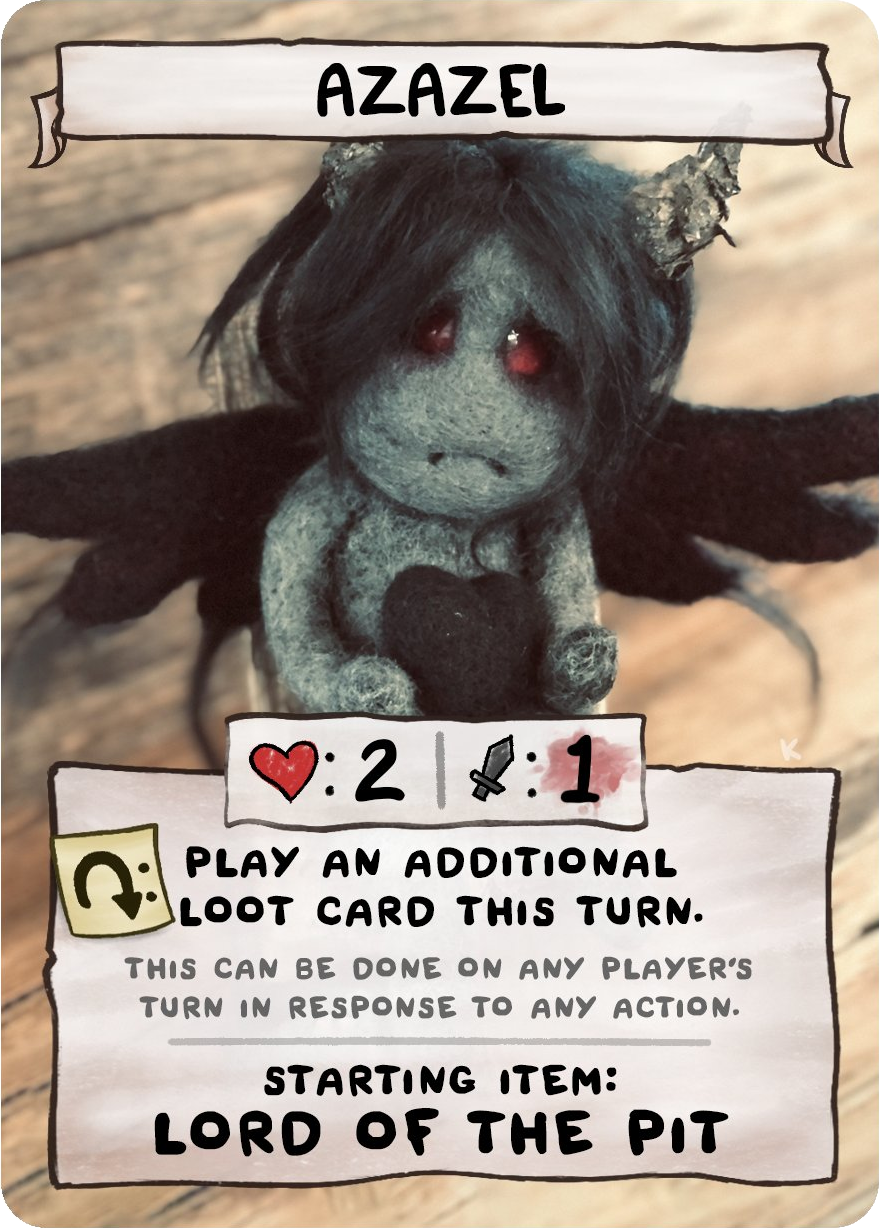 AZAZEL
: 2 | : 1
K
: PLAY AN ADDITIONAL
LOOT CARD THIS TURN.
THIS CAN BE DONE ON ANY PLAYER'S
TURN IN RESPONSE TO ANY ACTION.
STARTING ITEM:
LORD OF THE PIT